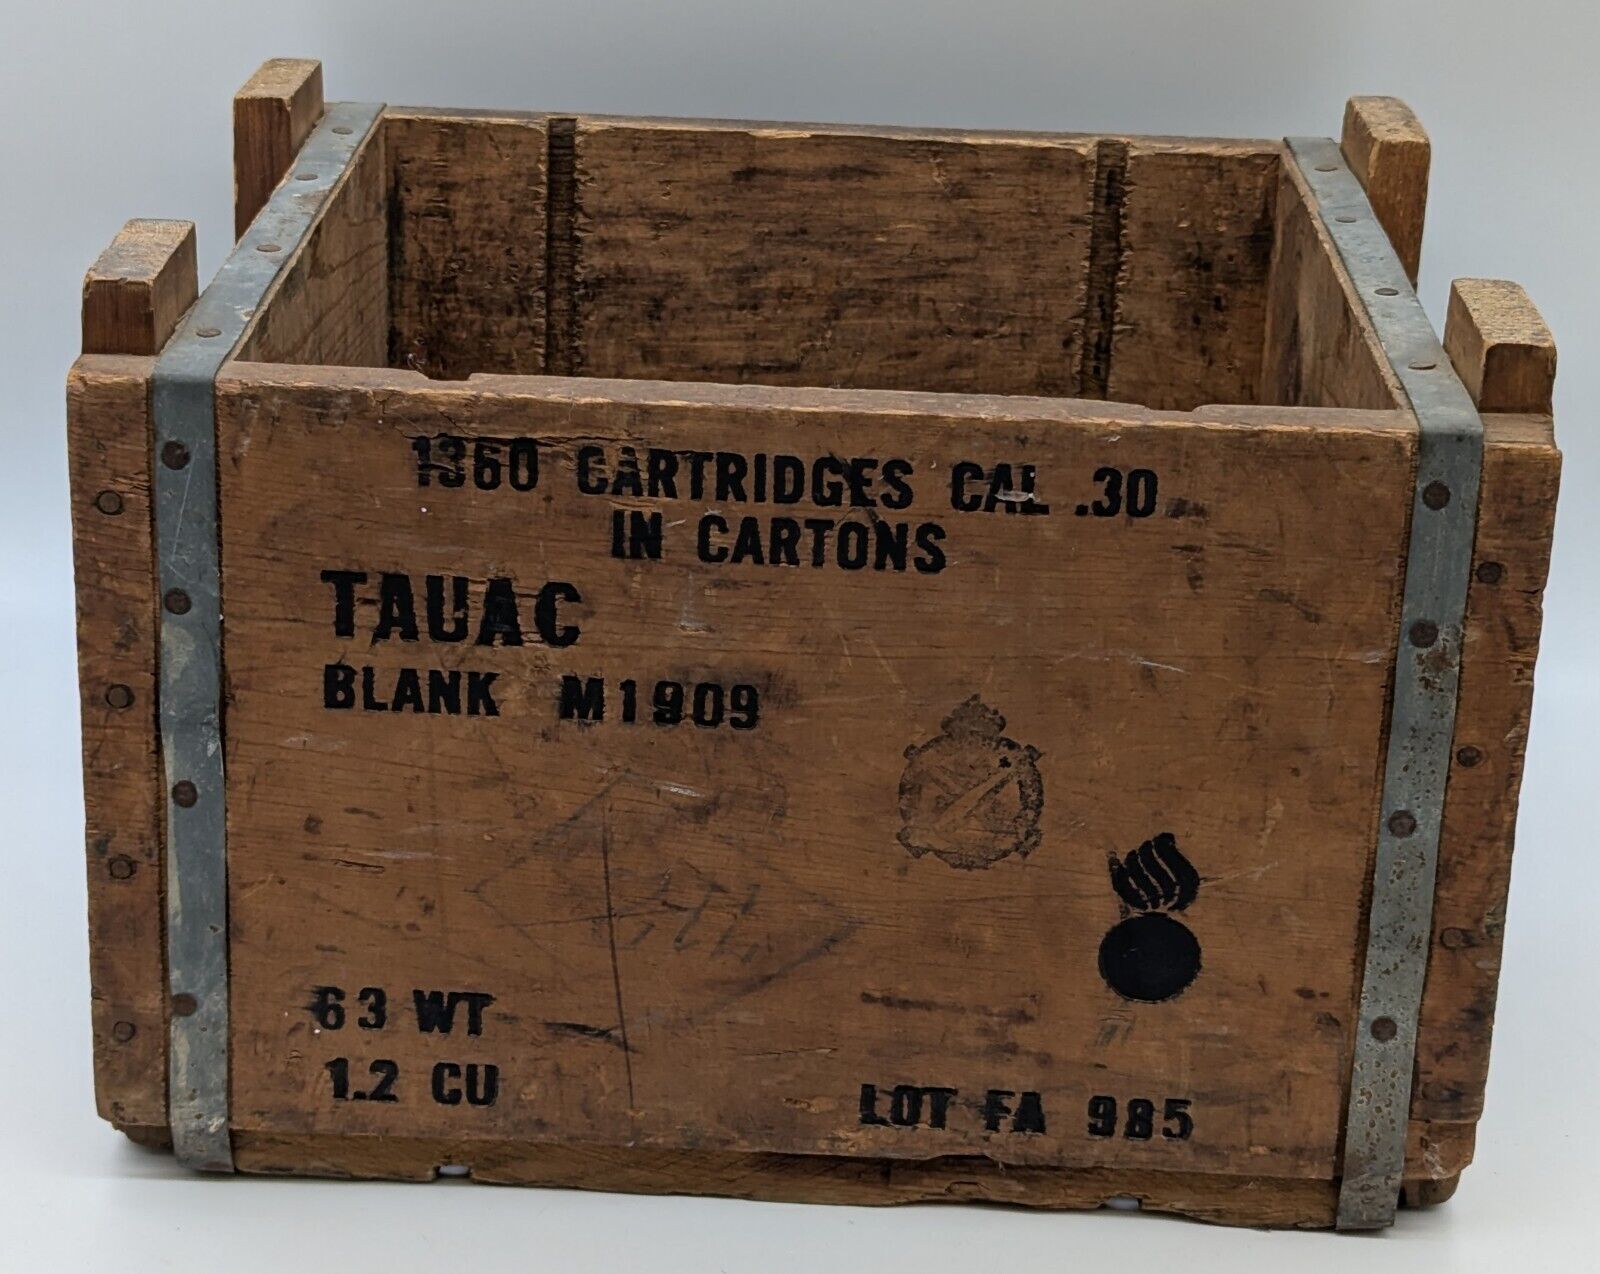 1360 CARTRIDGES CAL .30
IN CARTONS
TAUAC
BLANK M1909
63 WT
1.2 CU
LOT FA 985